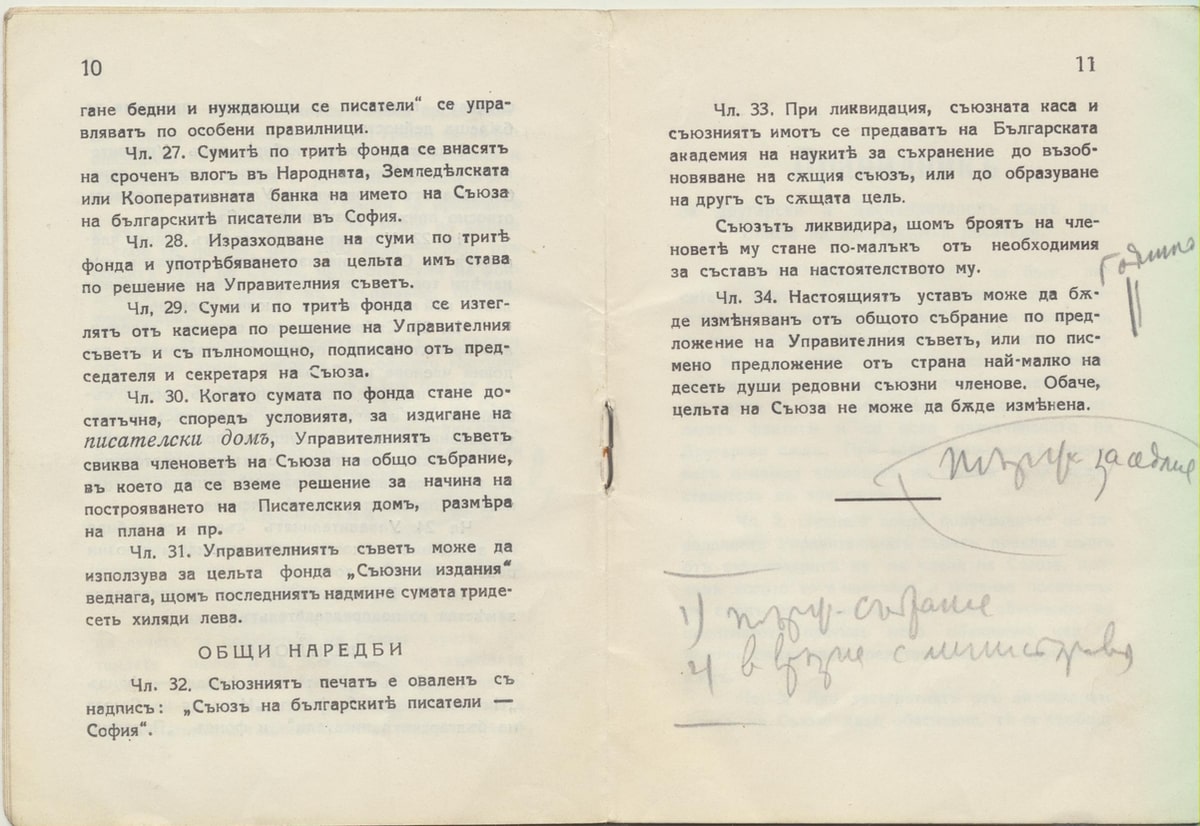 10
гане бедни и нуждающи се писатели“ се упра-
вляватъ по особени правилници.
Чл. 27. Сумитѣ по тритѣ фонда се внасятъ
на сроченъ влогъ въ Народната, Земледѣлската
или Кооперативната банка на името на Съюза
на българскитѣ писатели въ София.
Чл. 28. Изразходване на суми по тритѣ
фонда и употрѣбяването за цельта имъ става
по решение на Управителния съветъ.
Чл, 29. Суми и по тритѣ фонда се изтег-
лятъ отъ касиера по решение на Управителния
съветъ и съ пълномощно, подписано отъ пред-
седателя и секретаря на Съюза.
Чл. 30. Когато сумата по фонда стане до-
статъчна, споредъ условията, за издигане на
писателски домъ, Управителниятъ съветъ
свиква членоветѣ на Съюза на общо събрание,
въ което да се вземе решение за начина на
построяването на Писателския домъ, размѣра
на плана и пр.
Чл. 31. Управителниятъ съветъ може да
използува за цельта фонда „Съюзни издания“
веднага, щомъ последниятъ надмине сумата триде-
сеть хиляди лева.
ОБЩИ НАРЕДБИ
Чл. 32. Съюзниятъ печатъ е оваленъ съ
надписъ: „Съюзъ на българскитѣ писатели —
София“.
11
Чл. 33. При ликвидация, съюзната каса и
съюзниятъ имотъ се предаватъ на Българската
академия на наукитѣ за съхранение до възоб-
новяване на сѫщия съюзъ, или до образуване
на другъ съ сѫщата цель.
Съюзътъ ликвидира, щомъ броятъ на чле-
новетѣ му стане по-малъкъ отъ необходимия
за съставъ на настоятелството му.
Чл. 34. Настоящиятъ уставъ може да бѫ-
де измѣняванъ отъ общото събрание по пред-
ложение на Управителния съветъ, или по пис-
мено предложение отъ страна най-малко на
десеть души редовни съюзни членове. Обаче,
цельта на Съюза не може да бѫде измѣнена.
1) събрание
2) с